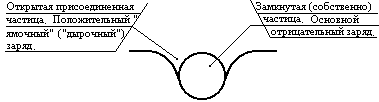 Открытая присоединенная
частица. Положительный "
ямочный" ("дырочный")
заряд.
Замкнутая (собственно)
частица. Основной
отрицательный заряд.